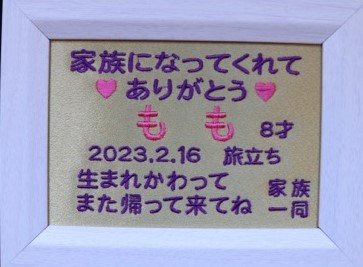 家族になってくれて
♥ありがとう♥
もも 8才
2023.2.16 旅立ち
生まれかわって
また帰って来てね
家族
一同